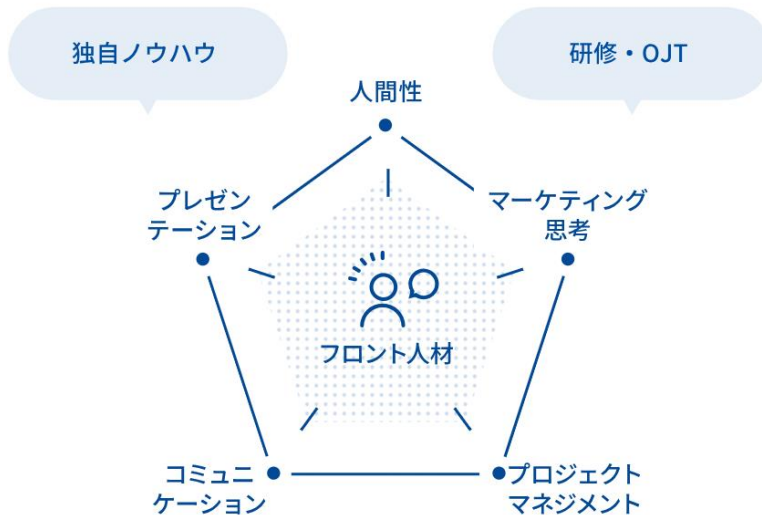 独自ノウハウ
研修・OJT
人間性
プレゼン
テーション
マーケティング
思考
フロント人材
コミュニ
ケーション
プロジェクト
マネジメント